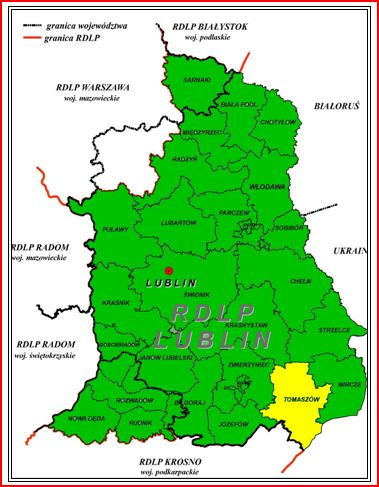 granica województwa
granica RDLP
RDLP BIAŁYSTOK
woj. podlaskie
RDLP WARSZAWA
woj. mazowieckie
SARNAKI
BIAŁA PODL.
BIAŁORUŚ
CHOTYŁÓW
MIĘDZYRZEC
RADZYŃ
WŁODAWA
PARCZEW
LUBARTÓW
SOBIBÓR
PUŁAWY
RDLP RADOM
woj. mazowieckie
UKRAIN
LUBLIN
CHEŁM
ŚWIDNIK
KRAŚNIK
RDLP
LUBLIN
KRASNYSTAW
STRZELCE
RDLP RADOM
woj. świętokrzyskie
GOŚCIERADÓW
JANÓW LUBELSKI
ZWIERZYNIEC
MIRCZE
TOMASZÓW
ROZWADÓW
BIŁGORAJ
NOWA DĘBA
RUDNIK
JÓZEFÓW
RDLP KROSNO
woj. podkarpackie